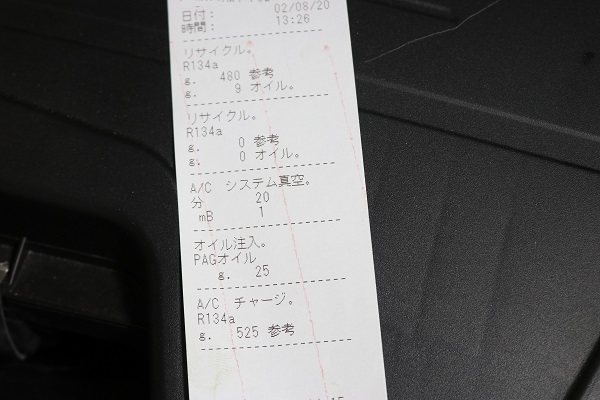 日付: 02/08/20
時間: 13:26
リサイクル。
R134a
g. 480 参考
g. 9 オイル。
リサイクル。
R134a
g. 0 参考
g. 0 オイル。
A/C システム真空。
分 20
mB 1
オイル注入。
PAGオイル
g. 25
A/C チャージ。
R134a
g. 525 参考